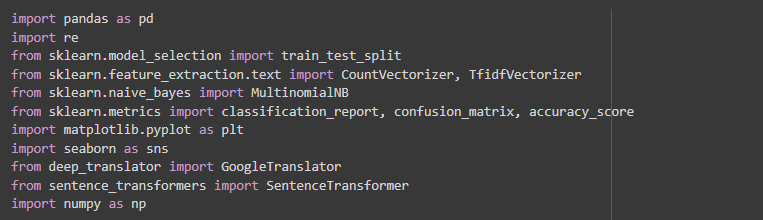 import pandas as pd
import re
from sklearn.model_selection import train_test_split
from sklearn.feature_extraction.text import CountVectorizer, TfidfVectorizer
from sklearn.naive_bayes import MultinomialNB
from sklearn.metrics import classification_report, confusion_matrix, accuracy_score
import matplotlib.pyplot as plt
import seaborn as sns
from deep_translator import GoogleTranslator
from sentence_transformers import SentenceTransformer
import numpy as np